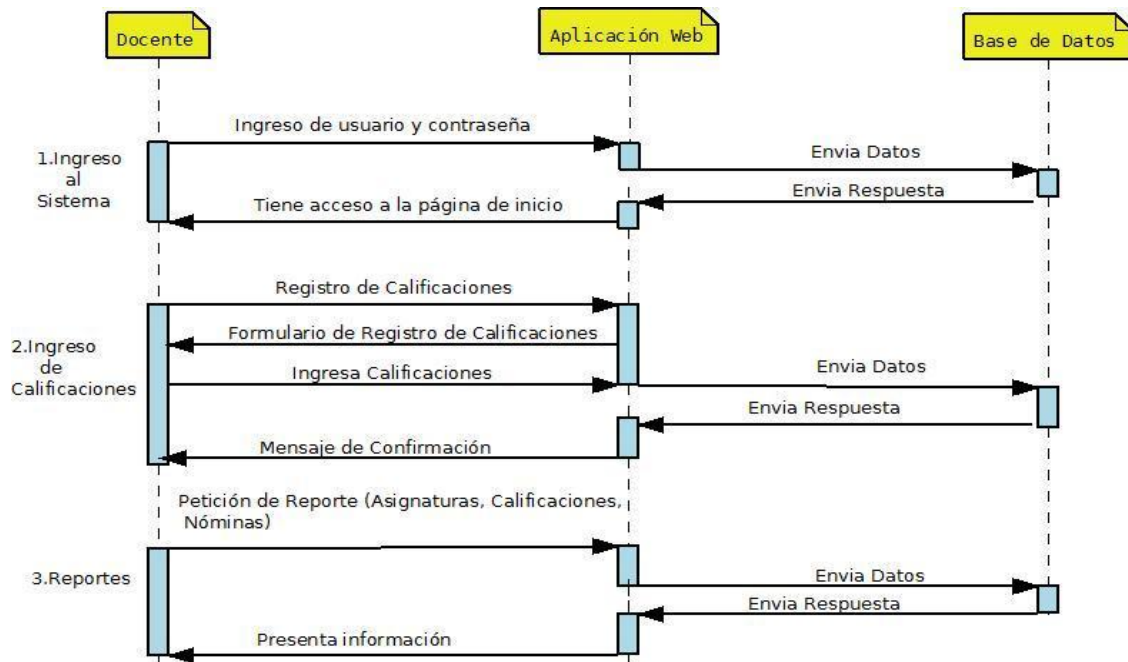 Docente
Aplicación Web
Base de Datos
1.Ingreso
al
Sistema
Ingreso de usuario y contraseña
Envia Datos
Envia Respuesta
Tiene acceso a la página de inicio
2.Ingreso
de
Calificaciones
Registro de Calificaciones
Formulario de Registro de Calificaciones
Ingresa Calificaciones
Envia Datos
Envia Respuesta
Mensaje de Confirmación
3.Reportes
Petición de Reporte (Asignaturas, Calificaciones,
Nóminas)
Envia Datos
Envia Respuesta
Presenta información